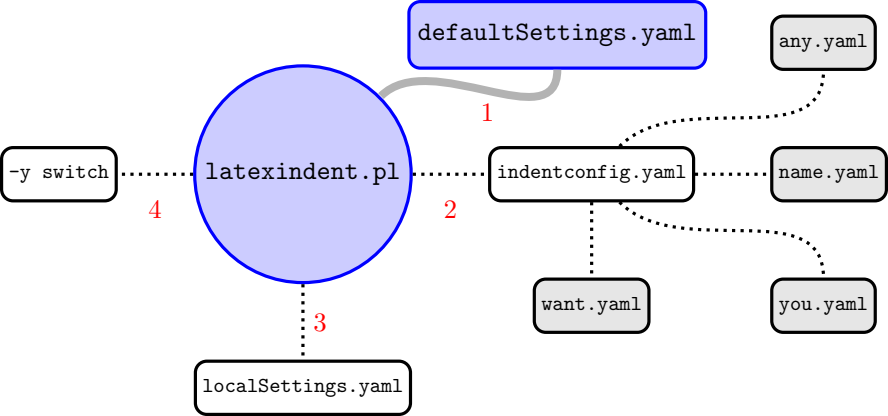 defaultSettings.yaml
any.yaml
1
-y switch
latexindent.pl
indentconfig.yaml
name.yaml
4
2
want.yaml
you.yaml
3
localSettings.yaml